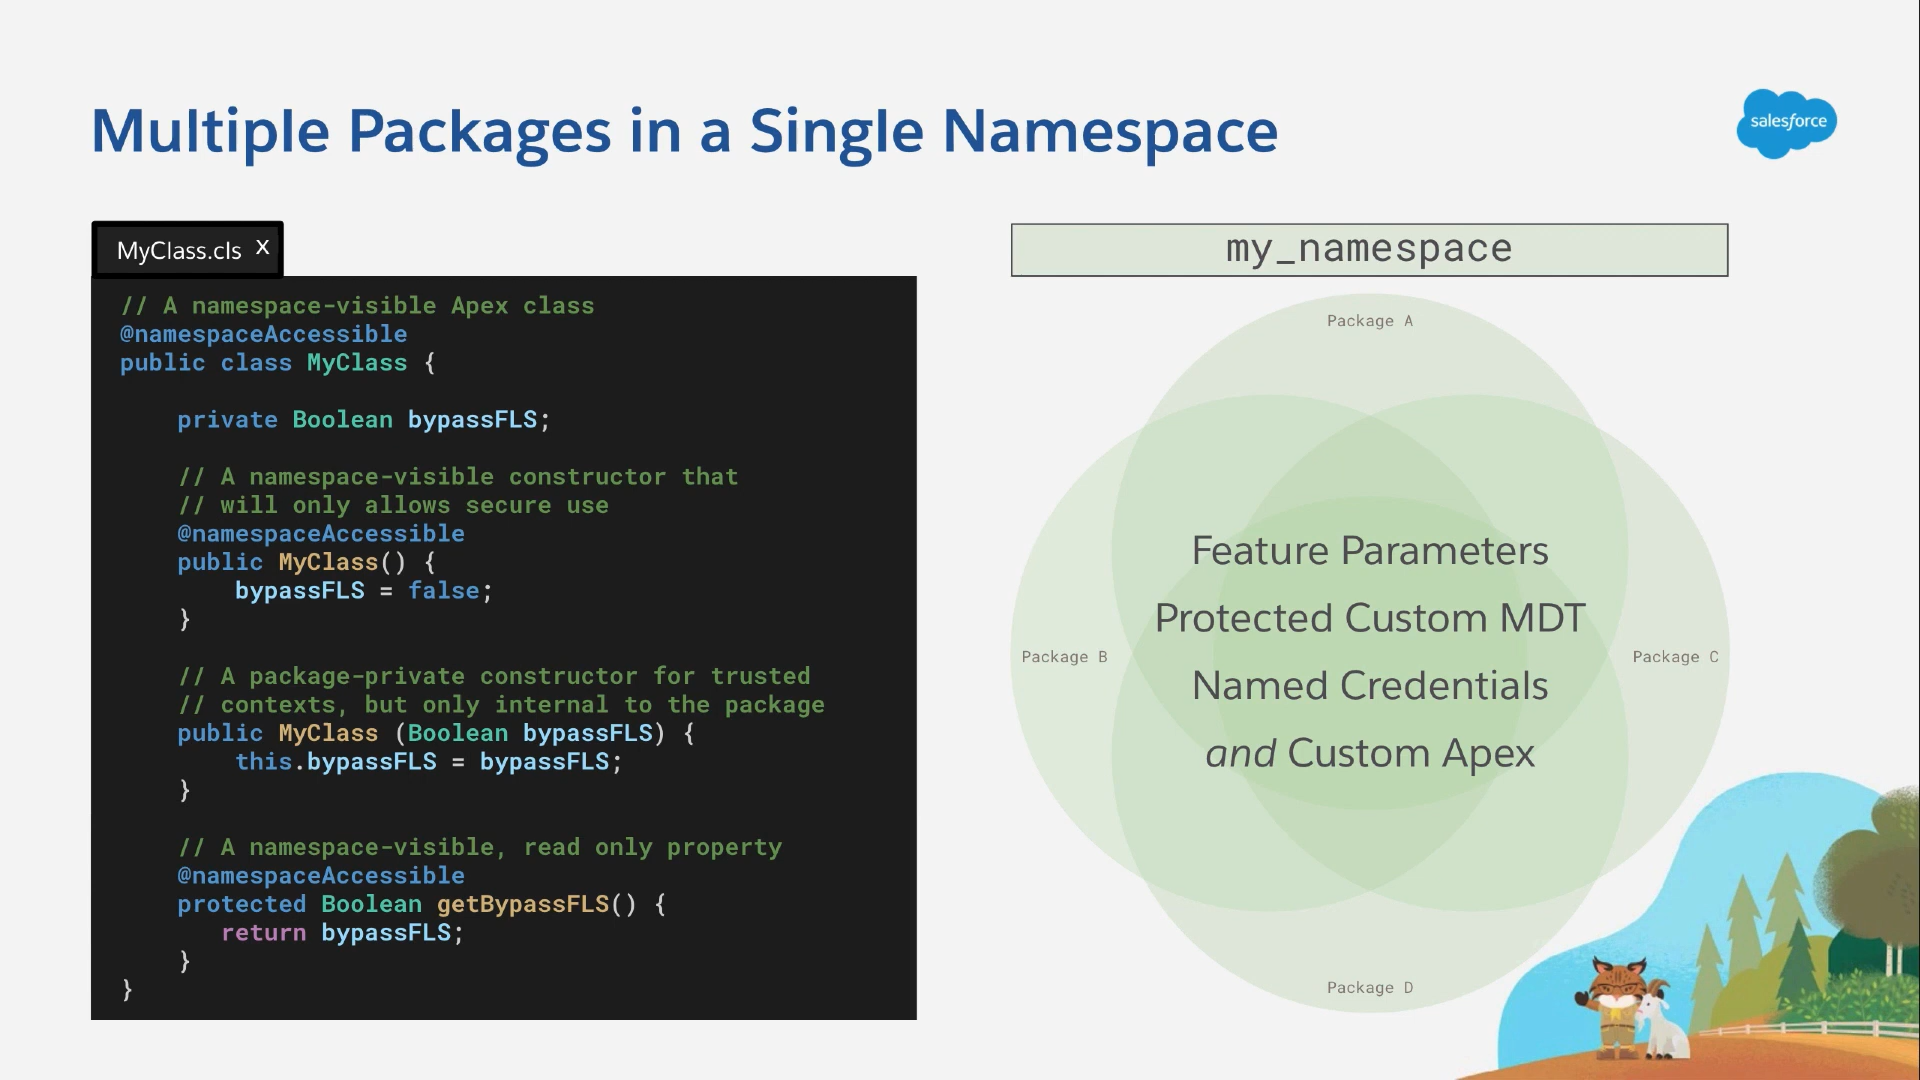 Multiple Packages in a Single Namespace
salesforce
MyClass.cls X
// A namespace-visible Apex class
@namespaceAccessible
public class MyClass {
private Boolean bypassFLS;
// A namespace-visible constructor that
// will only allows secure use
@namespaceAccessible
public MyClass() {
bypassFLS = false;
}
// A package-private constructor for trusted
// contexts, but only internal to the package
public MyClass (Boolean bypassFLS) {
this.bypassFLS = bypassFLS;
}
// A namespace-visible, read only property
@namespaceAccessible
protected Boolean getBypassFLS() {
return bypassFLS;
}
}
my_namespace
Package A
Feature Parameters
Protected Custom MDT
Package B
Package C
Named Credentials
and Custom Apex
Package D